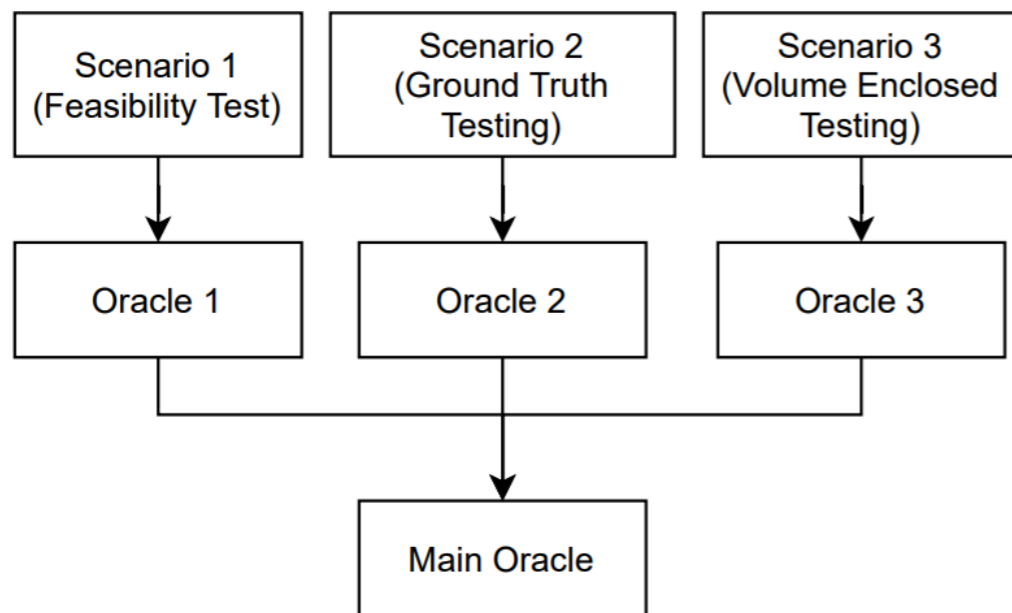 Scenario 1
(Feasibility Test)
Scenario 2
(Ground Truth
Testing)
Scenario 3
(Volume Enclosed
Testing)
Oracle 1
Oracle 2
Oracle 3
Main Oracle